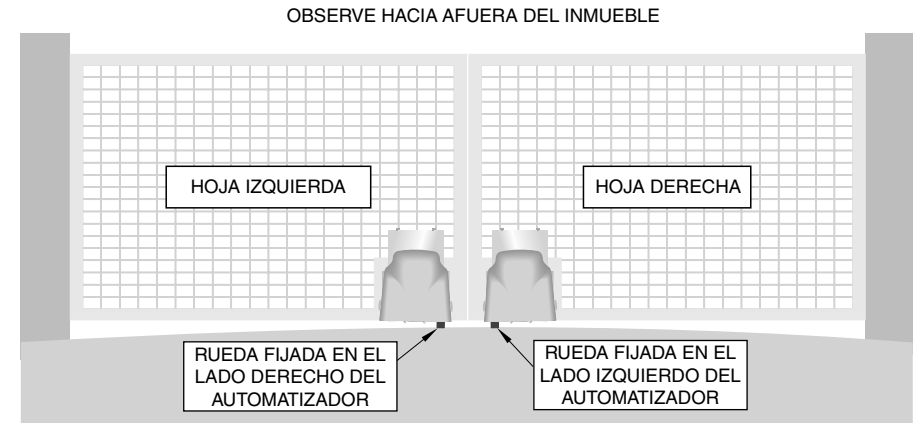 OBSERVE HACIA AFUERA DEL INMUEBLE
HOJA IZQUIERDA
HOJA DERECHA
RUEDA FIJADA EN EL
LADO DERECHO DEL
AUTOMATIZADOR
RUEDA FIJADA EN EL
LADO IZQUIERDO DEL
AUTOMATIZADOR